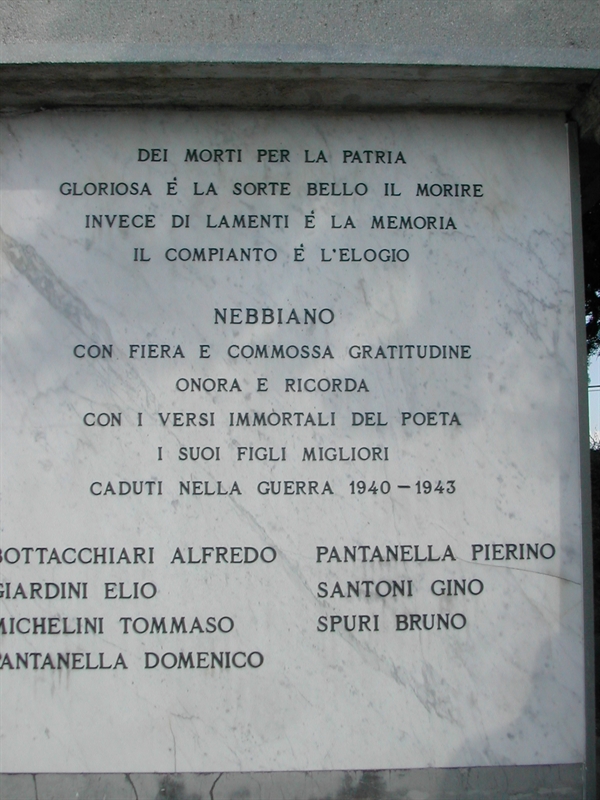 DEI MORTI PER LA PATRIA
GLORIOSA É LA SORTE BELLO IL MORIRE
INVECE DI LAMENTI É LA MEMORIA
IL COMPIANTO É L'ELOGIO
NEBBIANO
CON FIERA E COMMOSSA GRATITUDINE
ONORA E RICORDA
CON I VERSI IMMORTALI DEL POETA
I SUOI FIGLI MIGLIORI
CADUTI NELLA GUERRA 1940-1943
BOTTACCHIARI ALFREDO
GIARDINI ELIO
MICHELINI TOMMASO
PANTANELLA DOMENICO
PANTANELLA PIERINO
SANTONI GINO
SPURI BRUNO